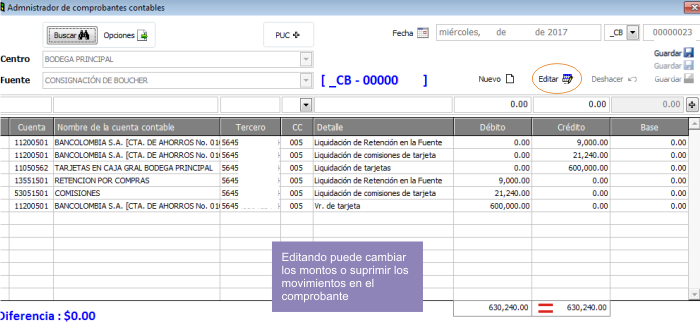 Admnistrador de comprobantes contables
Buscar Opciones PUC Fecha miércoles, de de 2017 _CB 00000023
Guardar
Centro BODEGA PRINCIPAL Guardar
Fuente CONSIGNACIÓN DE BOUCHER [ _CB - 00000 ] Nuevo Editar Deshacer Guardar
0.00 0.00 0.00
Cuenta Nombre de la cuenta contable Tercero CC Detalle Débito Crédito Base
11200501 BANCOLOMBIA S.A. [CTA. DE AHORROS No. 01 5645 005 Liquidación de Retención en la Fuente 0.00 9,000.00 0.00
11200501 BANCOLOMBIA S.A. [CTA. DE AHORROS No. 01 5645 005 Liquidación de comisiones de tarjeta 0.00 21,240.00 0.00
11050562 TARJETAS EN CAJA GRAL BODEGA PRINCIPAL 5645 005 Liquidación de tarjetas 0.00 600,000.00 0.00
13551501 RETENCION POR COMPRAS 5645 005 Liquidación de Retención en la Fuente 9,000.00 0.00 0.00
53051501 COMISIONES 5645 005 Liquidación de comisiones de tarjeta 21,240.00 0.00 0.00
11200501 BANCOLOMBIA S.A. [CTA. DE AHORROS No. 01 5645 005 Vr. de tarjeta 600,000.00 0.00 0.00
Editando puede cambiar
los montos o suprimir los
movimientos en el
comprobante
630,240.00 = 630,240.00
Diferencia : $0.00